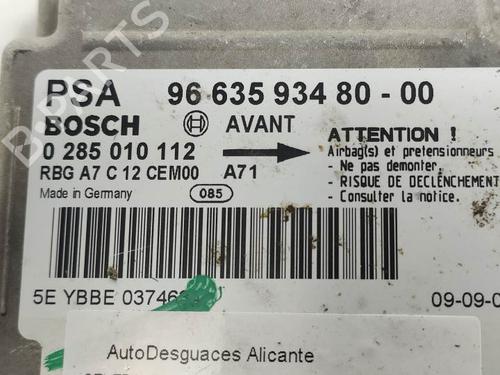 PSA 96 635 934 80 - 00
BOSCH AVANT
0 285 010 112
RBG A7 C 12 CEM00 A71
Made in Germany 085
ATTENTION !
Airbag(s) et pretensionneurs
Ne pas demonter.
- RISQUE DE DECLENCHEMENT
- Consulter la notice.
5E YBBE 03746
09-09-0
AutoDesguaces Alicante
B-PARTS